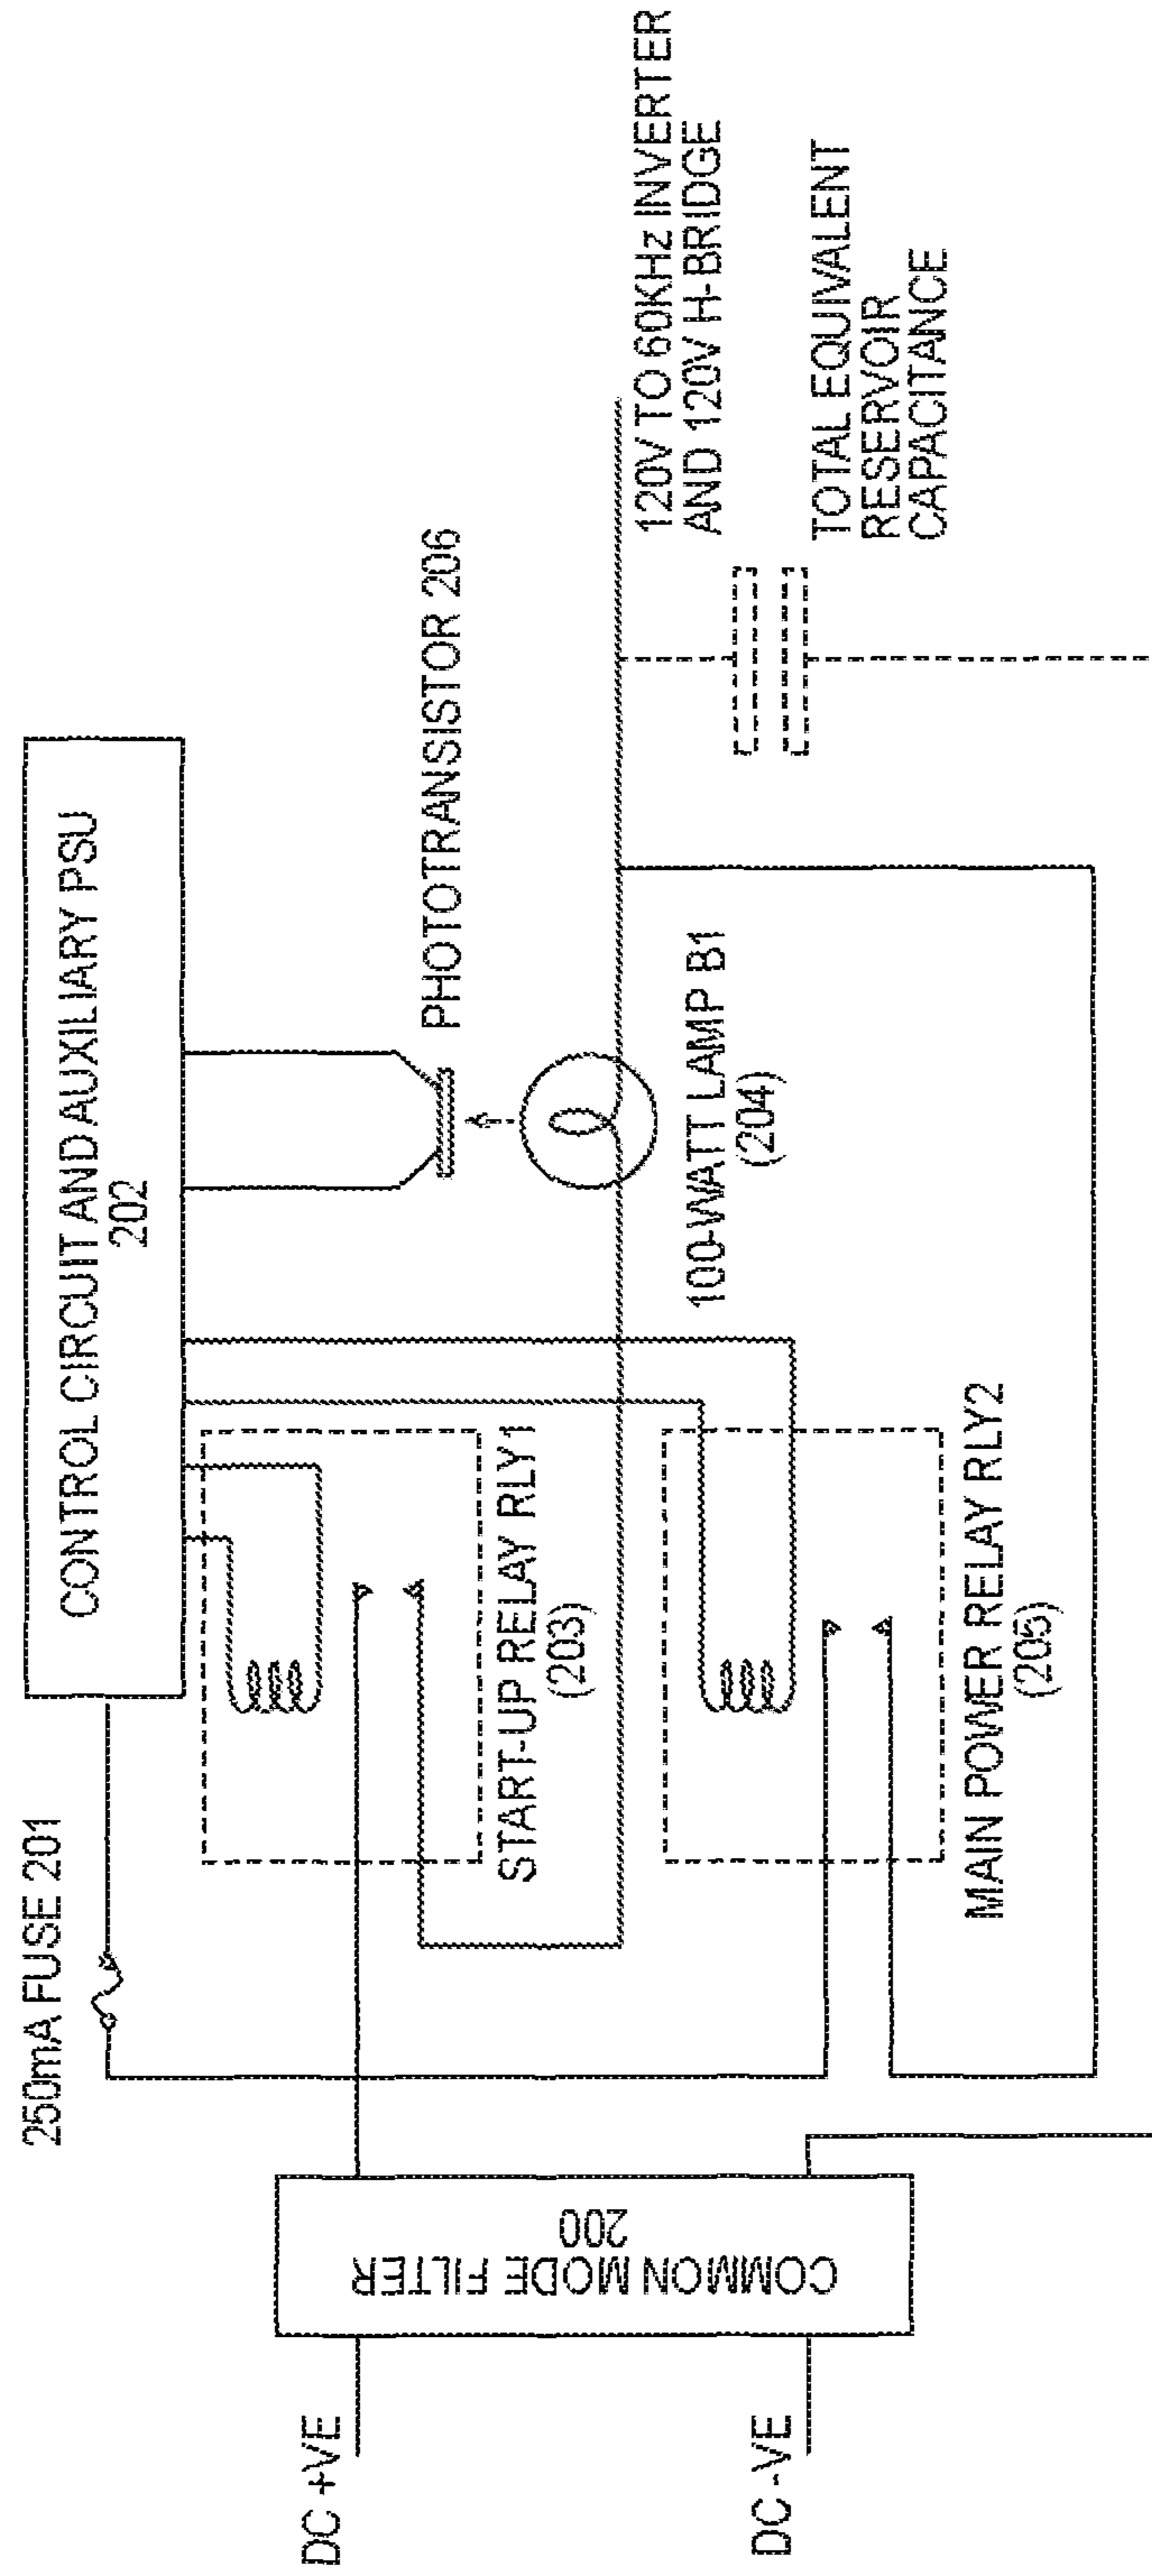 250mA FUSE 201
CONTROL CIRCUIT AND AUXILIARY PSU
202
PHOTOTRANSISTOR 206
120V TO 60KHz INVERTER
AND 120V H-BRIDGE
TOTAL EQUIVALENT
RESERVOIR
CAPACITANCE
100-WATT LAMP B1
(204)
START-UP RELAY RLY1
(203)
MAIN POWER RELAY RLY2
(205)
COMMON MODE FILTER
200
DC +VE
DC -VE